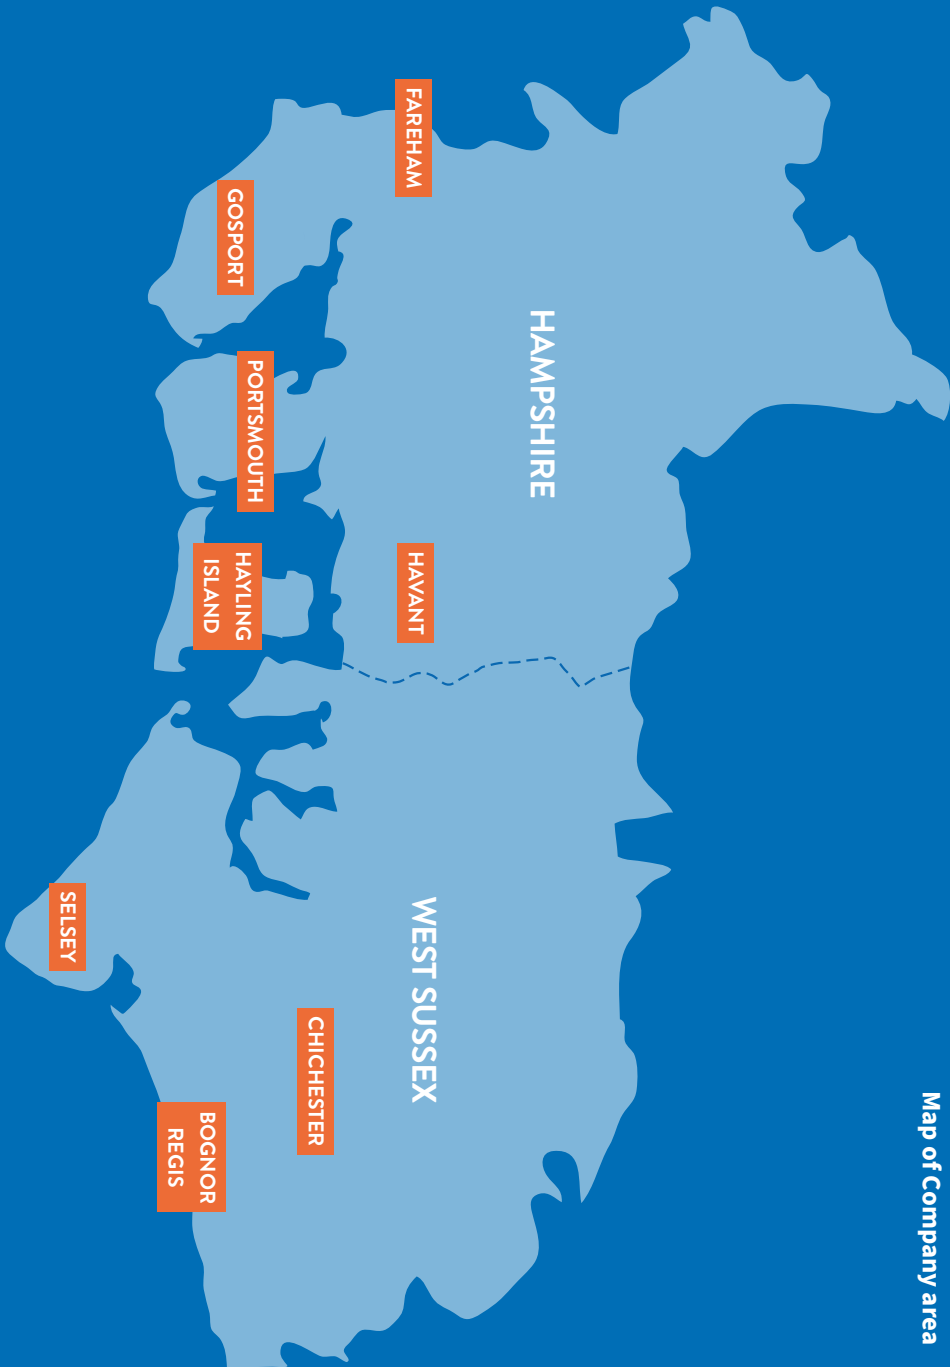 Map of Company area
HAMPSHIRE
WEST SUSSEX
FAREHAM
HAVANT
GOSPORT
PORTSMOUTH
HAYLING
ISLAND
CHICHESTER
BOGNOR
REGIS
SELSEY